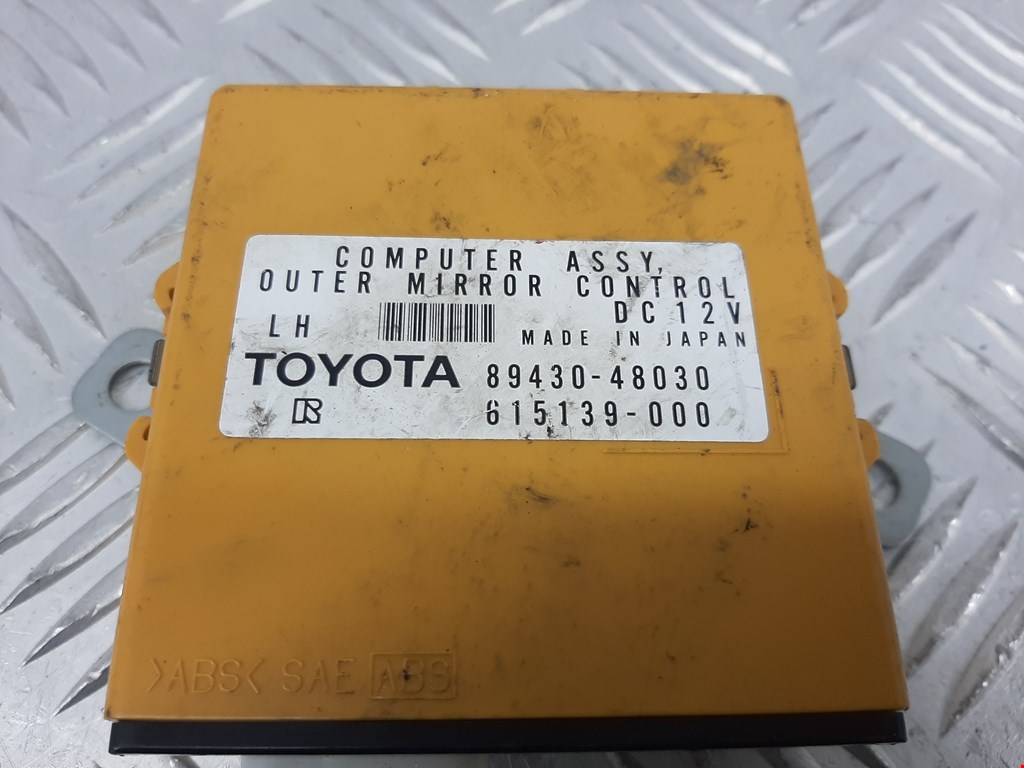 COMPUTER ASSY,
OUTER MIRROR CONTROL
LH DC12V
MADE IN JAPAN
TOYOTA 89430-48030
R 615139-000
>ABS< SAE ABS